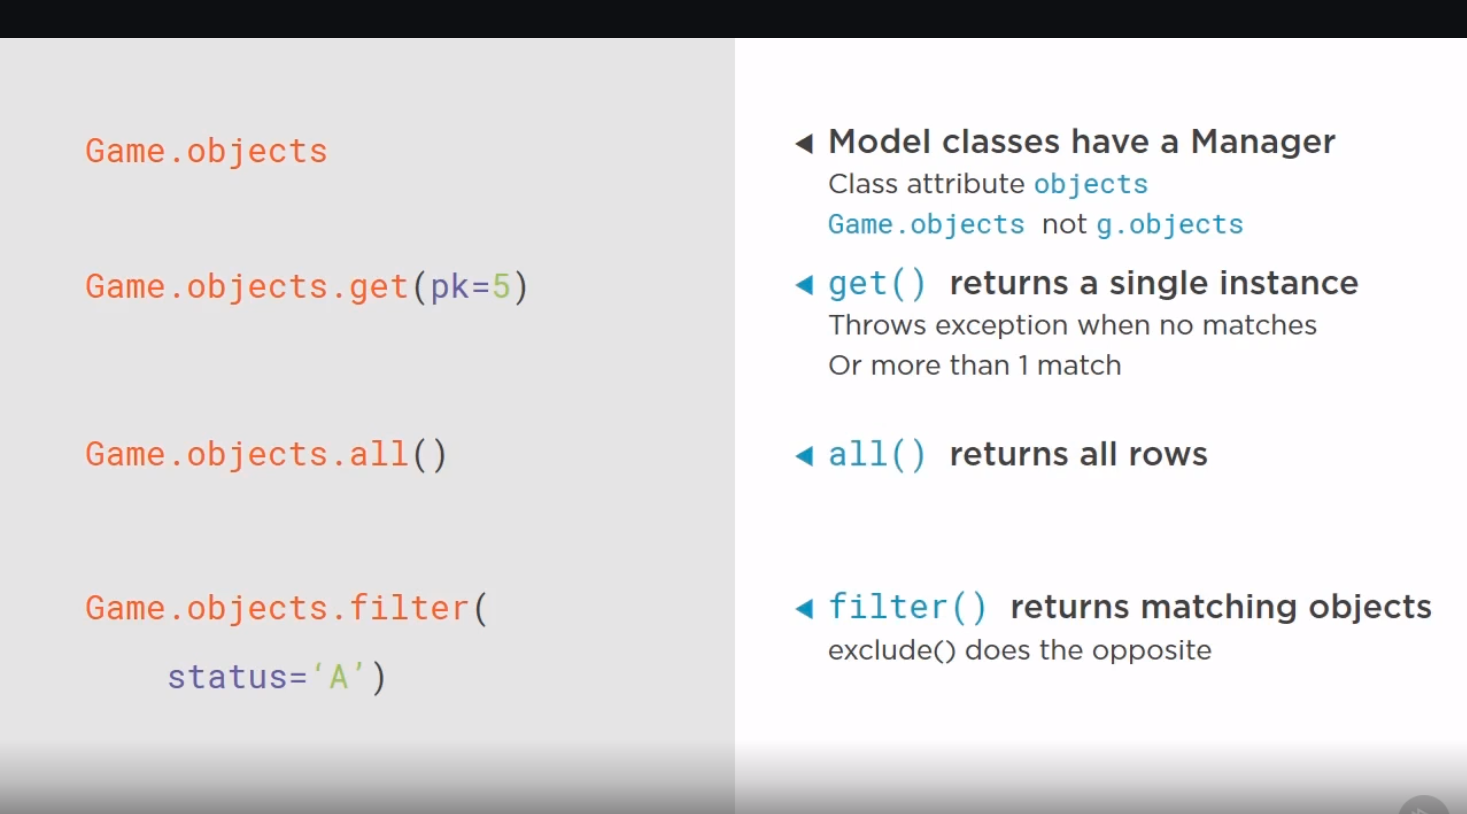 Game.objects
◀ Model classes have a Manager
Class attribute objects
Game.objects not g.objects
Game.objects.get(pk=5)
◀ get() returns a single instance
Throws exception when no matches
Or more than 1 match
Game.objects.all()
◀ all() returns all rows
Game.objects.filter(
status=‘A’)
◀ filter() returns matching objects
exclude() does the opposite